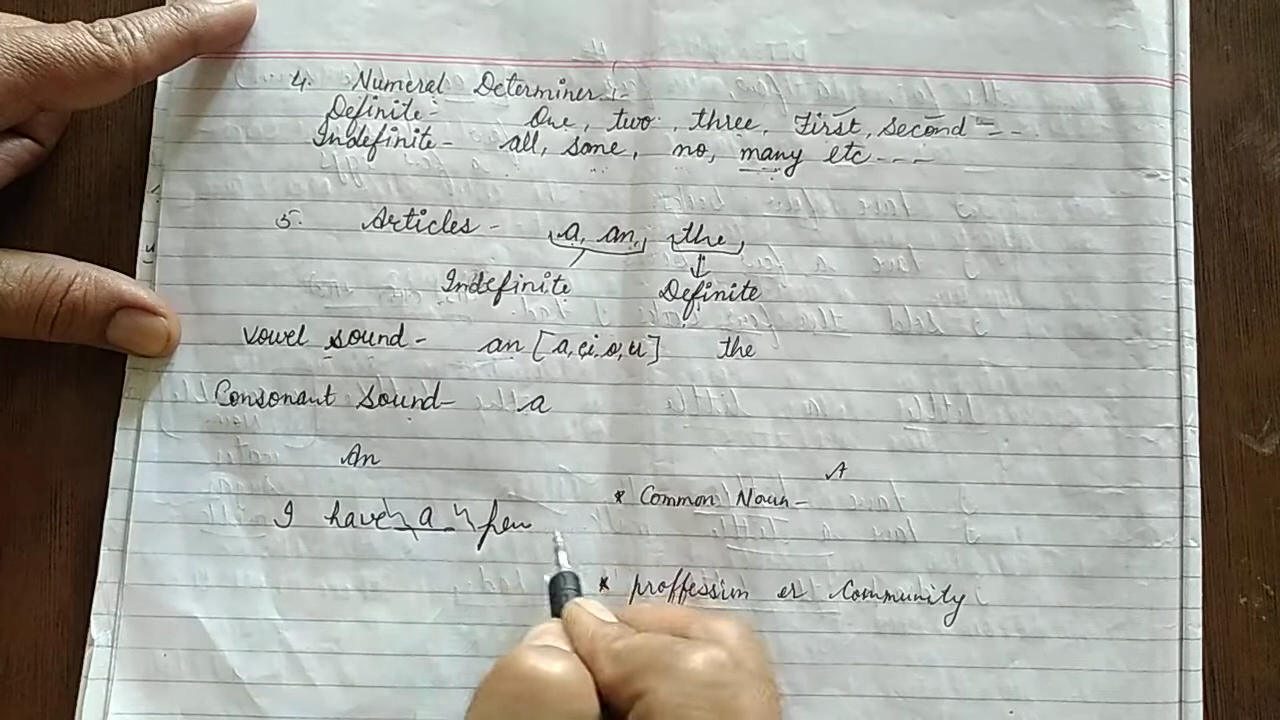 4. Numeral Determiner :-
Definite :- One, two, three, First, second - - -
Indefinite - all, some, no, many etc - - -
5. Articles - a, an, the
Indefinite Definite
Vowel sound - an [a, e, i, o, u] the
Consonant Sound - a
An A
* Common Noun -
I have a pen
* proffession or Community